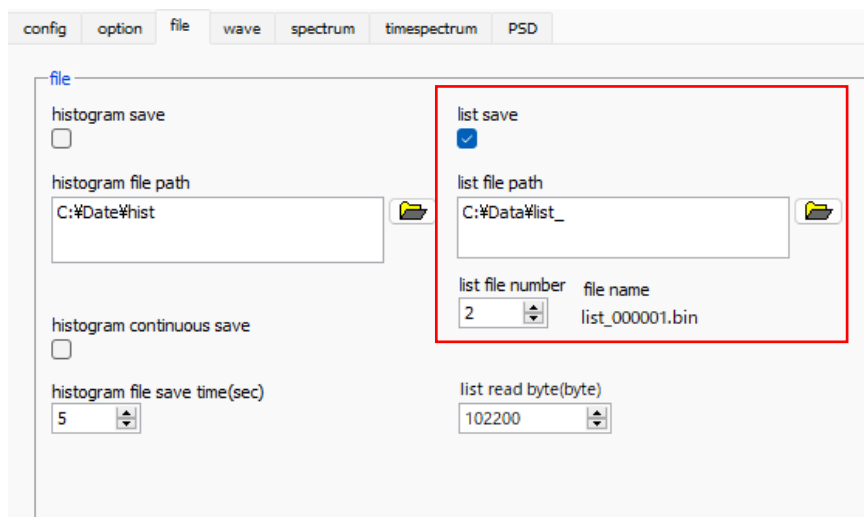 config option file wave spectrum timespectrum PSD
file
histogram save
histogram file path
C:¥Date¥hist
histogram continuous save
histogram file save time(sec)
5
list save
list file path
C:¥Data¥list_
list file number file name
2 list_000001.bin
list read byte(byte)
102200